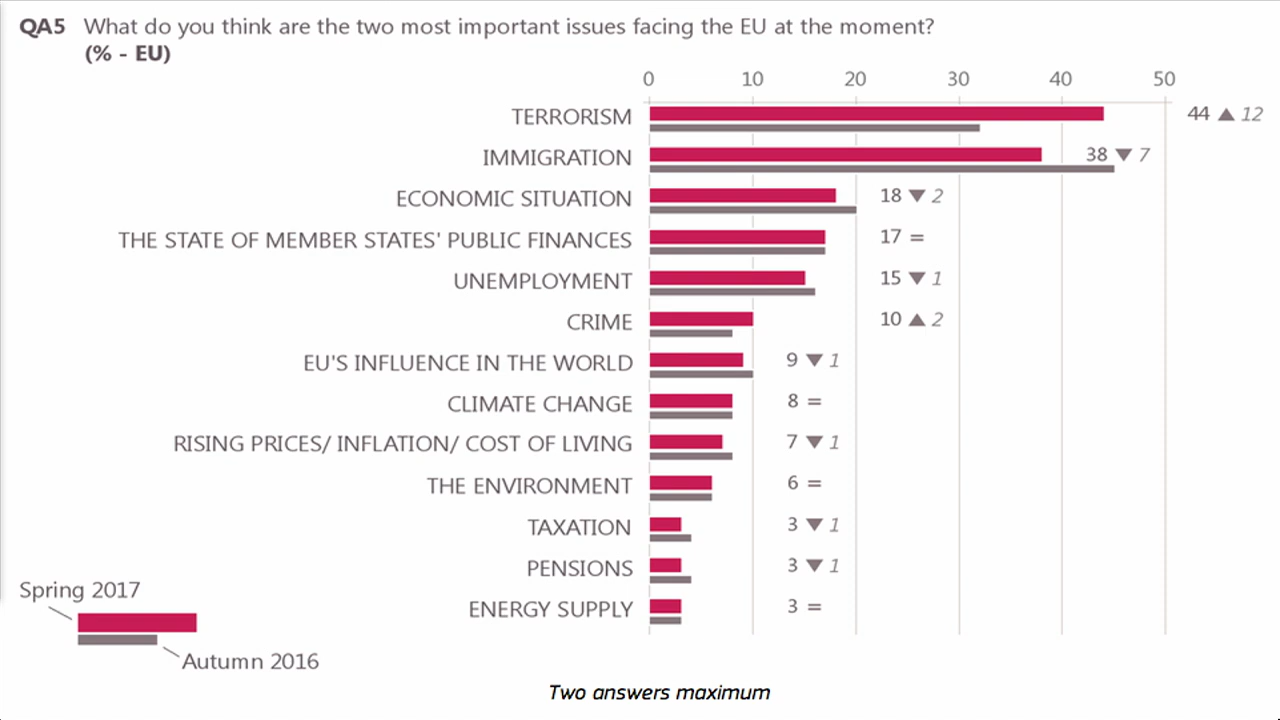 QA5 What do you think are the two most important issues facing the EU at the moment?
(% - EU)
0 10 20 30 40 50
TERRORISM 44 ▲ 12
IMMIGRATION 38 ▼ 7
ECONOMIC SITUATION 18 ▼ 2
THE STATE OF MEMBER STATES' PUBLIC FINANCES 17 =
UNEMPLOYMENT 15 ▼ 1
CRIME 10 ▲ 2
EU'S INFLUENCE IN THE WORLD 9 ▼ 1
CLIMATE CHANGE 8 =
RISING PRICES/ INFLATION/ COST OF LIVING 7 ▼ 1
THE ENVIRONMENT 6 =
TAXATION 3 ▼ 1
PENSIONS 3 ▼ 1
ENERGY SUPPLY 3 =
Spring 2017
Autumn 2016
Two answers maximum